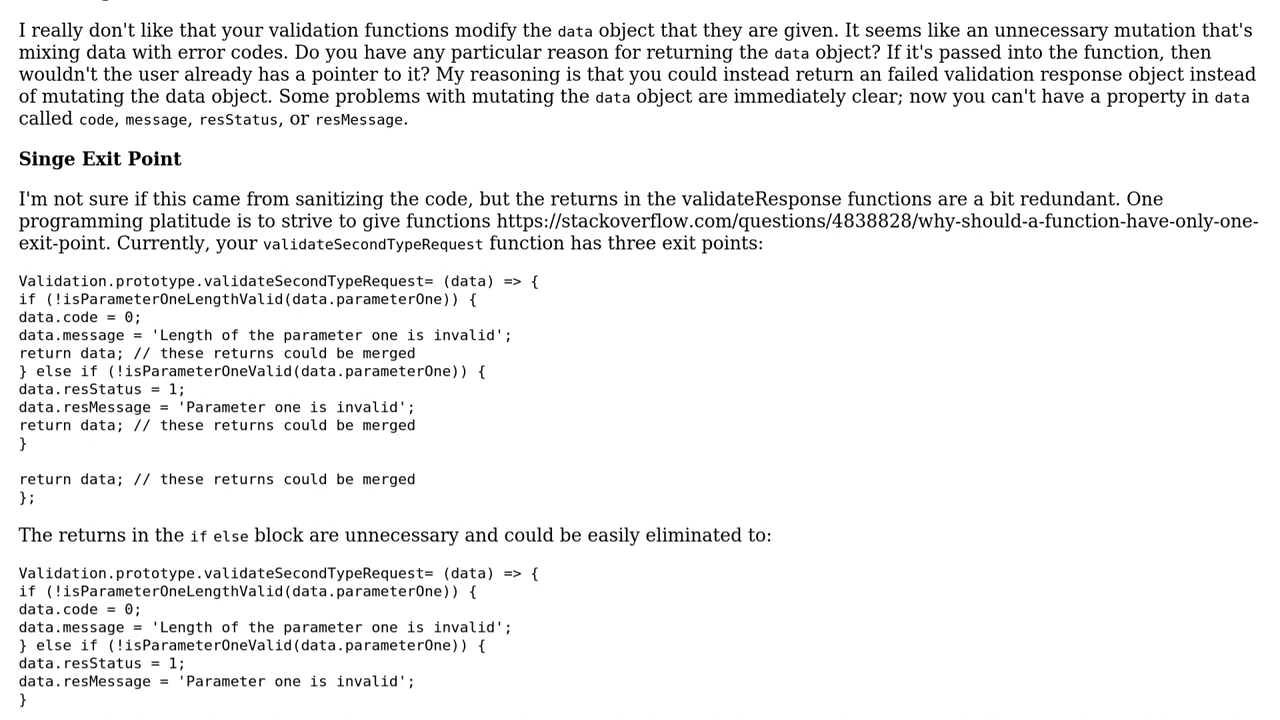 I really don't like that your validation functions modify the data object that they are given. It seems like an unnecessary mutation that's
mixing data with error codes. Do you have any particular reason for returning the data object? If it's passed into the function, then
wouldn't the user already has a pointer to it? My reasoning is that you could instead return an failed validation response object instead
of mutating the data object. Some problems with mutating the data object are immediately clear; now you can't have a property in data
called code, message, resStatus, or resMessage.
Singe Exit Point
I'm not sure if this came from sanitizing the code, but the returns in the validateResponse functions are a bit redundant. One
programming platitude is to strive to give functions https://stackoverflow.com/questions/4838828/why-should-a-function-have-only-one-
exit-point. Currently, your validateSecondTypeRequest function has three exit points:
Validation.prototype.validateSecondTypeRequest= (data) => {
if (!isParameterOneLengthValid(data.parameterOne)) {
data.code = 0;
data.message = 'Length of the parameter one is invalid';
return data; // these returns could be merged
} else if (!isParameterOneValid(data.parameterOne)) {
data.resStatus = 1;
data.resMessage = 'Parameter one is invalid';
return data; // these returns could be merged
}
return data; // these returns could be merged
};
The returns in the if else block are unnecessary and could be easily eliminated to:
Validation.prototype.validateSecondTypeRequest= (data) => {
if (!isParameterOneLengthValid(data.parameterOne)) {
data.code = 0;
data.message = 'Length of the parameter one is invalid';
} else if (!isParameterOneValid(data.parameterOne)) {
data.resStatus = 1;
data.resMessage = 'Parameter one is invalid';
}